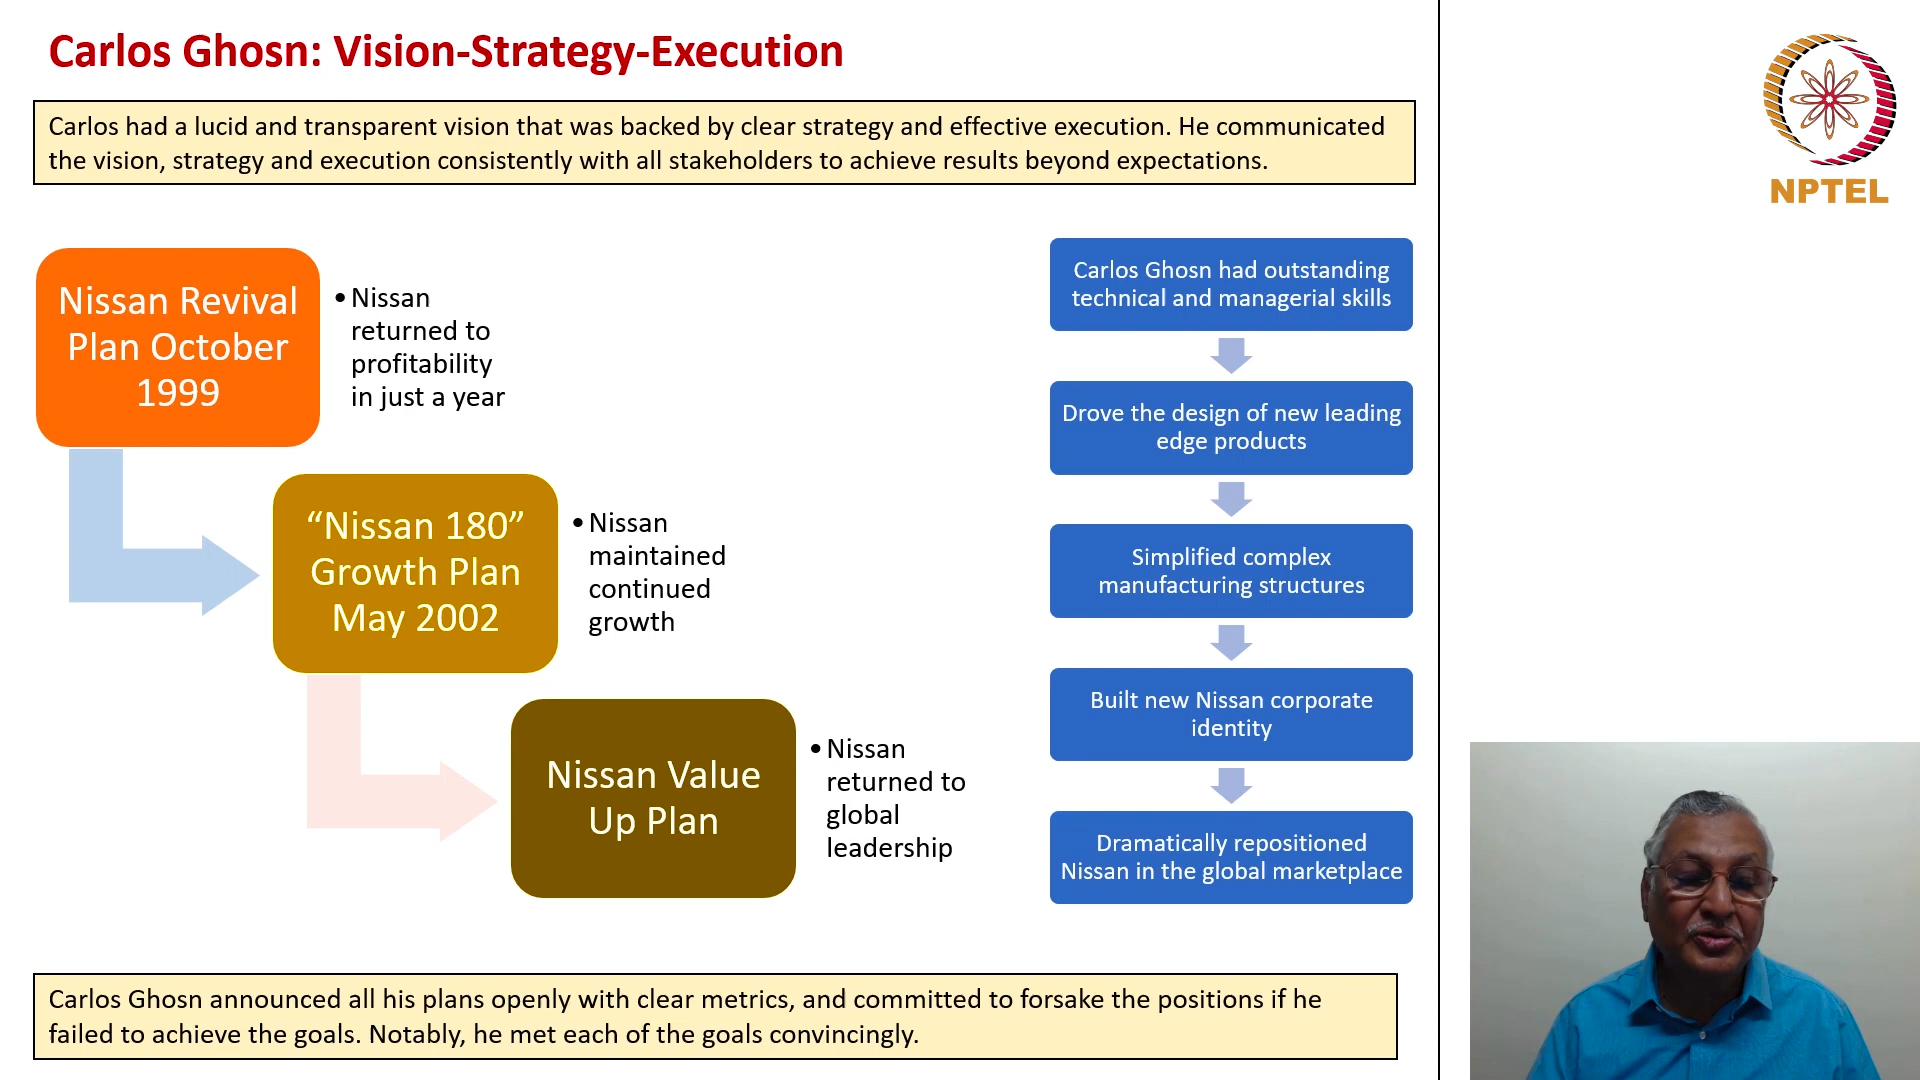 Carlos Ghosn: Vision-Strategy-Execution
Carlos had a lucid and transparent vision that was backed by clear strategy and effective execution. He communicated
the vision, strategy and execution consistently with all stakeholders to achieve results beyond expectations.
NPTEL
Nissan Revival
Plan October
1999
• Nissan
returned to
profitability
in just a year
“Nissan 180”
Growth Plan
May 2002
• Nissan
maintained
continued
growth
Nissan Value
Up Plan
• Nissan
returned to
global
leadership
Carlos Ghosn had outstanding
technical and managerial skills
Drove the design of new leading
edge products
Simplified complex
manufacturing structures
Built new Nissan corporate
identity
Dramatically repositioned
Nissan in the global marketplace
Carlos Ghosn announced all his plans openly with clear metrics, and committed to forsake the positions if he
failed to achieve the goals. Notably, he met each of the goals convincingly.